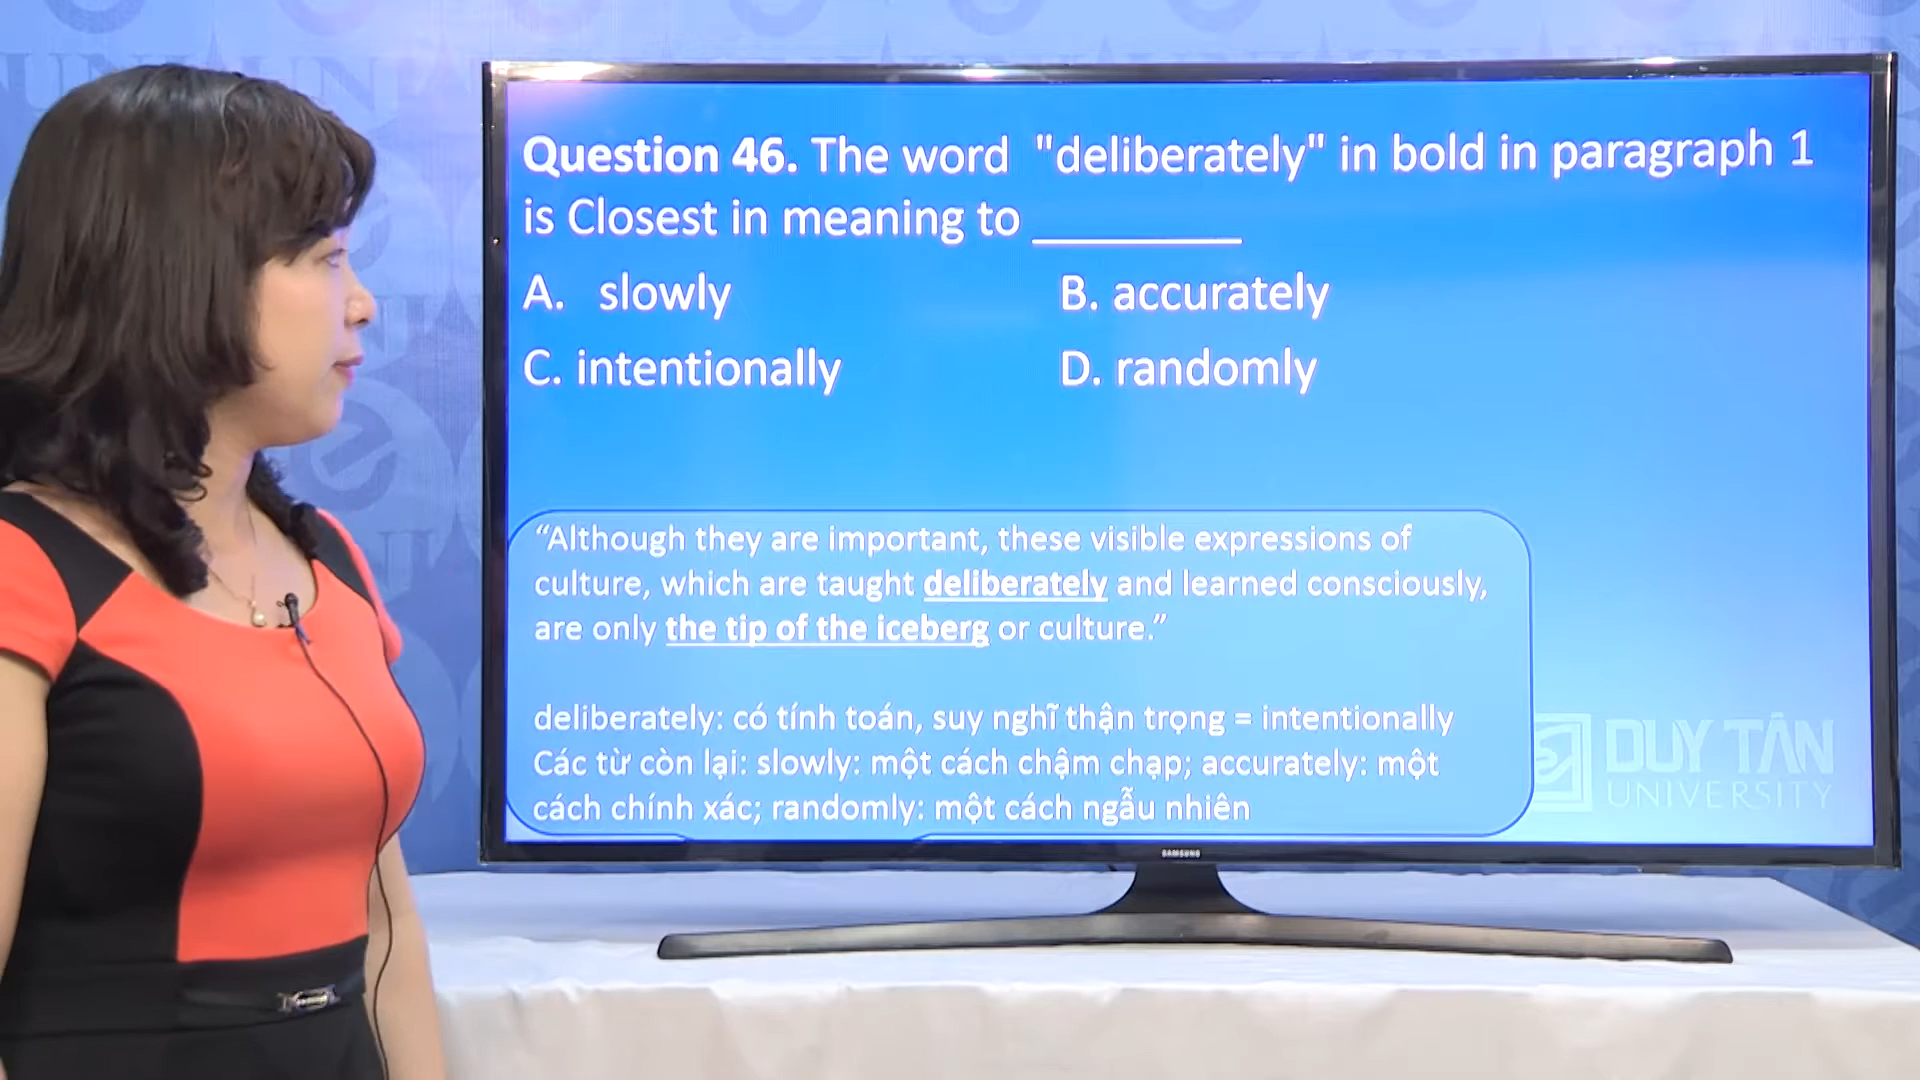 Question 46. The word "deliberately" in bold in paragraph 1
is Closest in meaning to ________
A. slowly
B. accurately
C. intentionally
D. randomly
“Although they are important, these visible expressions of
culture, which are taught deliberately and learned consciously,
are only the tip of the iceberg or culture.”
deliberately: có tính toán, suy nghĩ thận trọng = intentionally
Các từ còn lại: slowly: một cách chậm chạp; accurately: một
cách chính xác; randomly: một cách ngẫu nhiên
DUY TÂN
UNIVERSITY
SAMSUNG